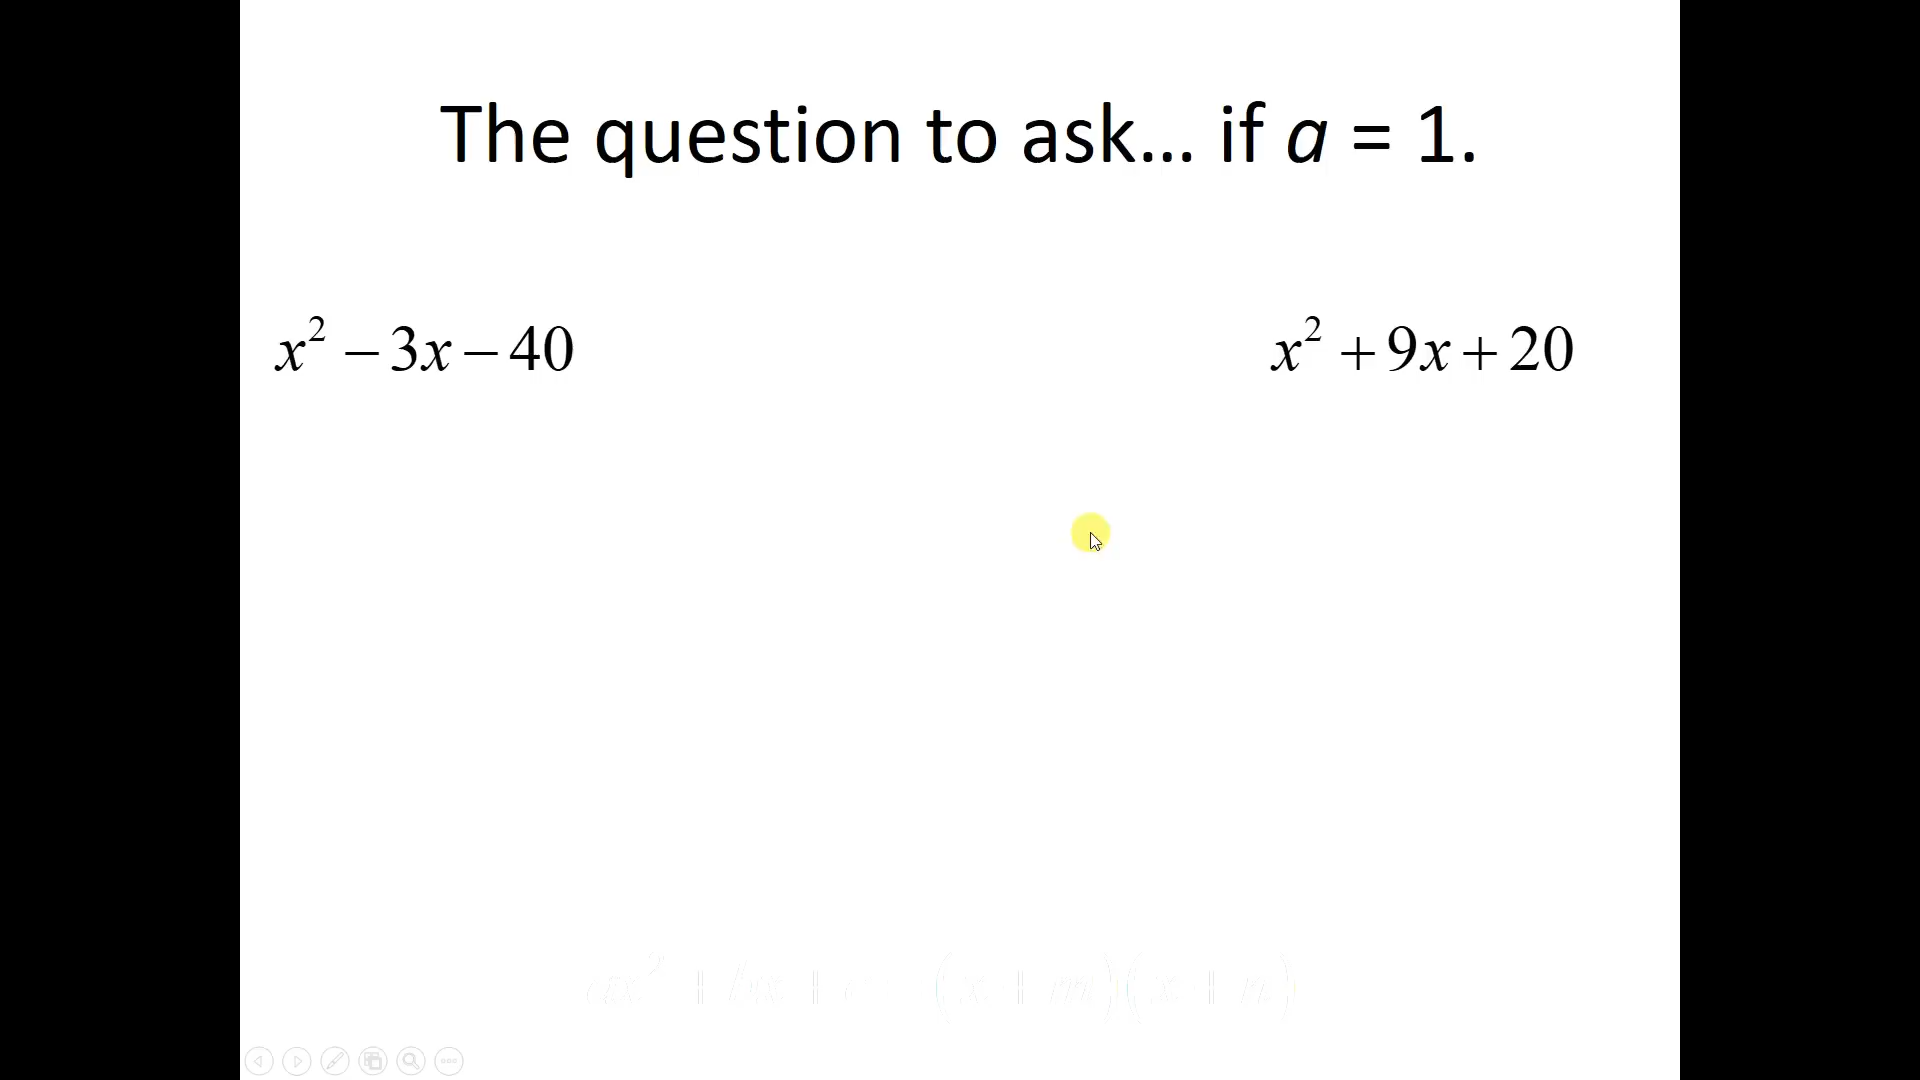 The question to ask... if a = 1.
x² − 3x − 40
x² + 9x + 20